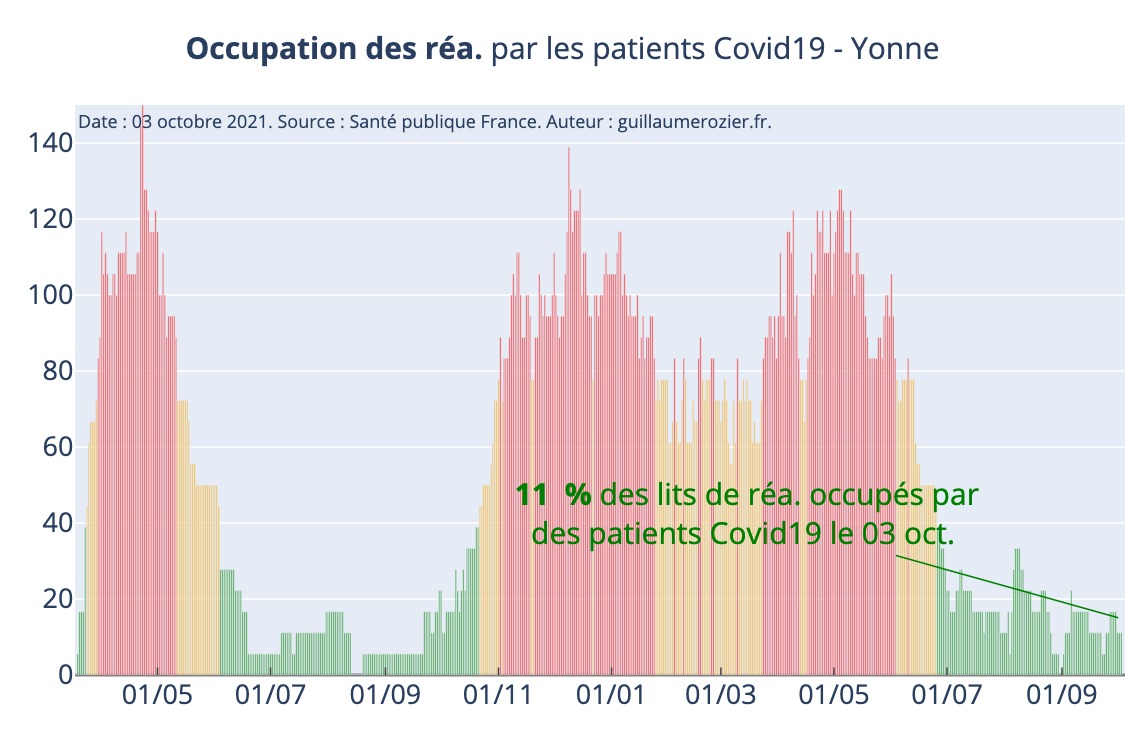 Occupation des réa. par les patients Covid19 - Yonne
Date : 03 octobre 2021. Source : Santé publique France. Auteur : guillaumerozier.fr.
140
120
100
80
60
40
20
0
11 % des lits de réa. occupés par
des patients Covid19 le 03 oct.
01/05 01/07 01/09 01/11 01/01 01/03 01/05 01/07 01/09